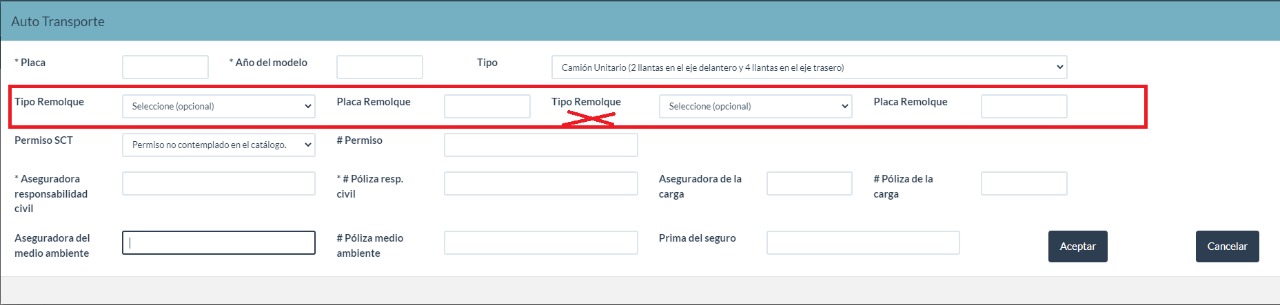 Auto Transporte
* Placa * Año del modelo Tipo Camión Unitario (2 llantas en el eje delantero y 4 llantas en el eje trasero)
Tipo Remolque Seleccione (opcional) Placa Remolque Tipo Remolque Seleccione (opcional) Placa Remolque
Permiso SCT Permiso no contemplado en el catálogo. # Permiso
* Aseguradora responsabilidad civil * # Póliza resp. civil Aseguradora de la carga # Póliza de la carga
Aseguradora del medio ambiente # Póliza medio ambiente Prima del seguro Aceptar Cancelar